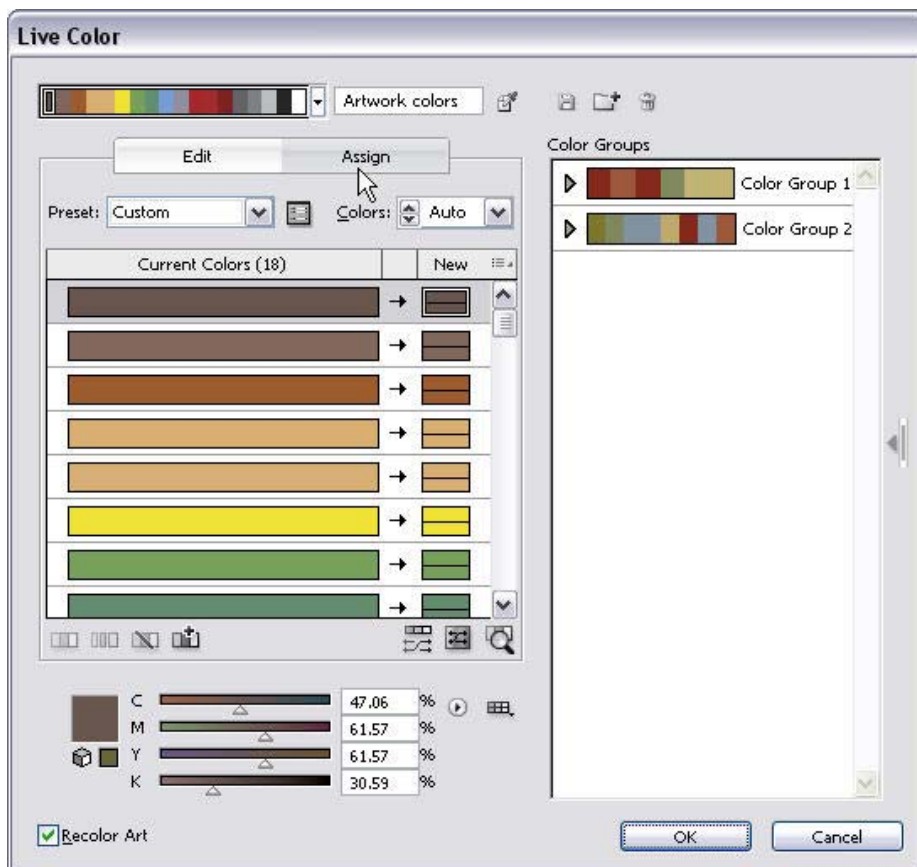 Live Color
Artwork colors
Edit
Assign
Color Groups
Preset: Custom
Colors: Auto
Color Group 1
Color Group 2
Current Colors (18)
New
C 47.06 %
M 61.57 %
Y 61.57 %
K 30.59 %
Recolor Art
OK
Cancel